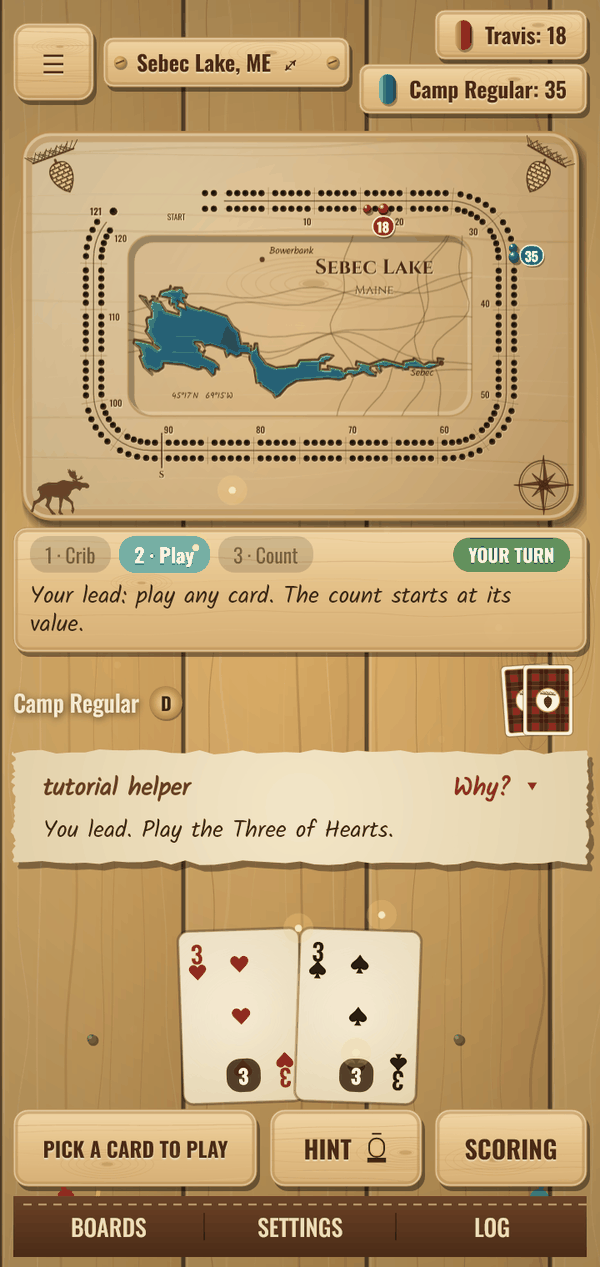 ☰
Sebec Lake, ME
Travis: 18
Camp Regular: 35
121
START
10
20
30
18
35
120
Bowerbank
SEBEC LAKE
MAINE
40
110
Sebec
45°17'N 69°15'W
50
100
90
80
70
60
S
1 · Crib
2 · Play
3 · Count
YOUR TURN
Your lead: play any card. The count starts at its
value.
Camp Regular
D
tutorial helper
Why? ▼
You lead. Play the Three of Hearts.
3
3
3
3
3
3
PICK A CARD TO PLAY
HINT
SCORING
BOARDS
SETTINGS
LOG